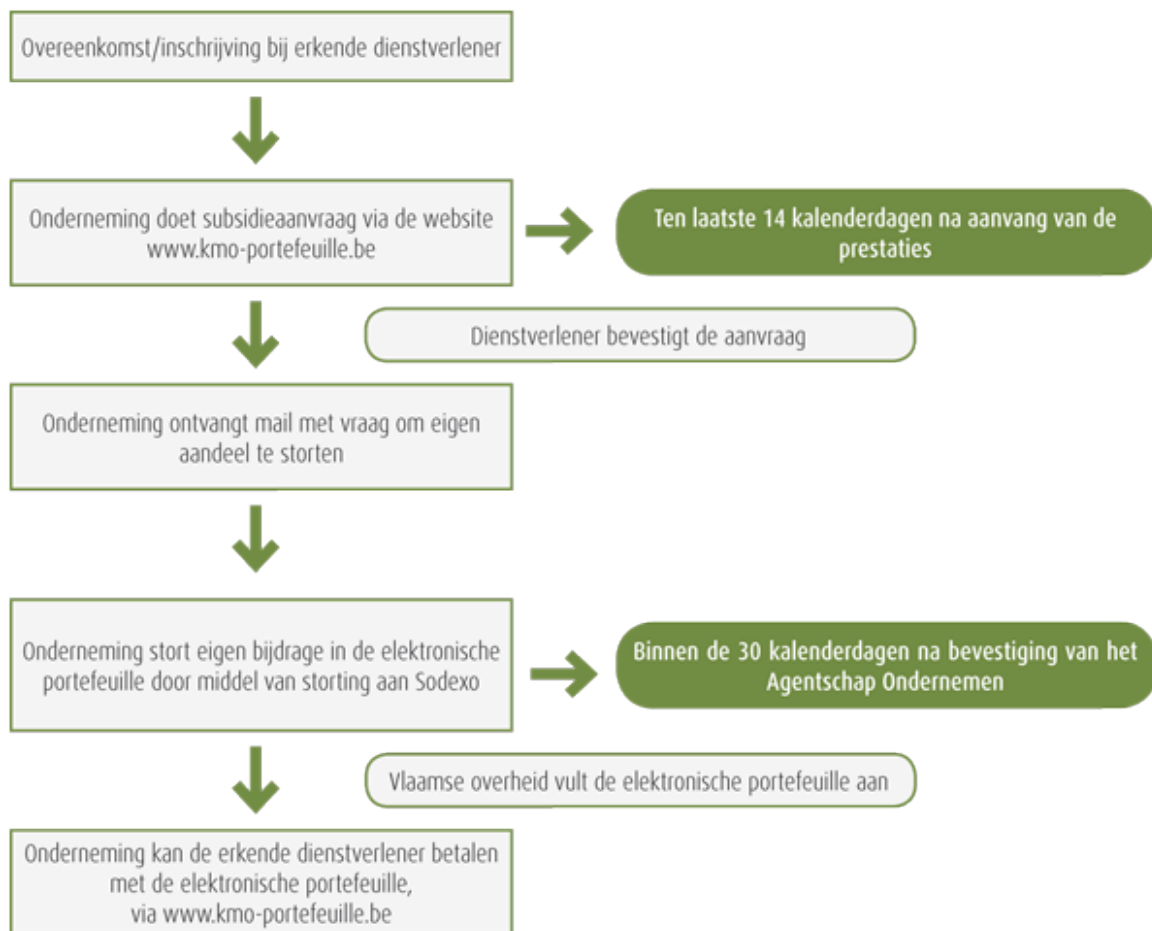 Overeenkomst/inschrijving bij erkende dienstverlener
Onderneming doet subsidieaanvraag via de website
www.kmo-portefeuille.be
Ten laatste 14 kalenderdagen na aanvang van de
prestaties
Dienstverlener bevestigt de aanvraag
Onderneming ontvangt mail met vraag om eigen
aandeel te storten
Onderneming stort eigen bijdrage in de elektronische
portefeuille door middel van storting aan Sodexo
Binnen de 30 kalenderdagen na bevestiging van het
Agentschap Ondernemen
Vlaamse overheid vult de elektronische portefeuille aan
Onderneming kan de erkende dienstverlener betalen
met de elektronische portefeuille,
via www.kmo-portefeuille.be